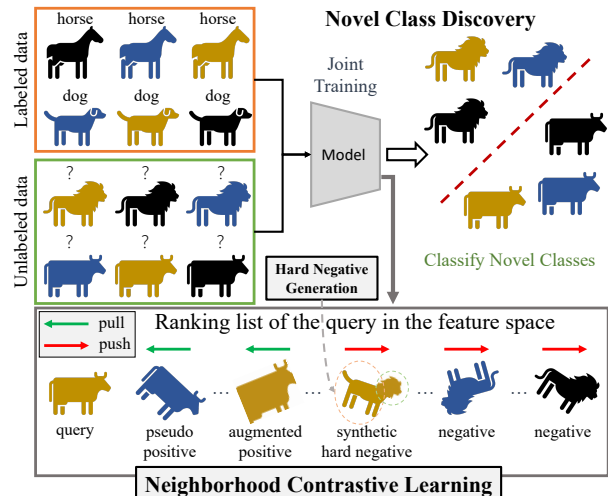 Novel Class Discovery
Labeled data
horse horse horse
dog dog dog
Unlabeled data
? ? ?
? ? ?
Joint
Training
Model
Classify Novel Classes
Hard Negative
Generation
pull
push
Ranking list of the query in the feature space
... ... ... ...
query
pseudo
positive
augmented
positive
synthetic
hard negative
negative
negative
Neighborhood Contrastive Learning